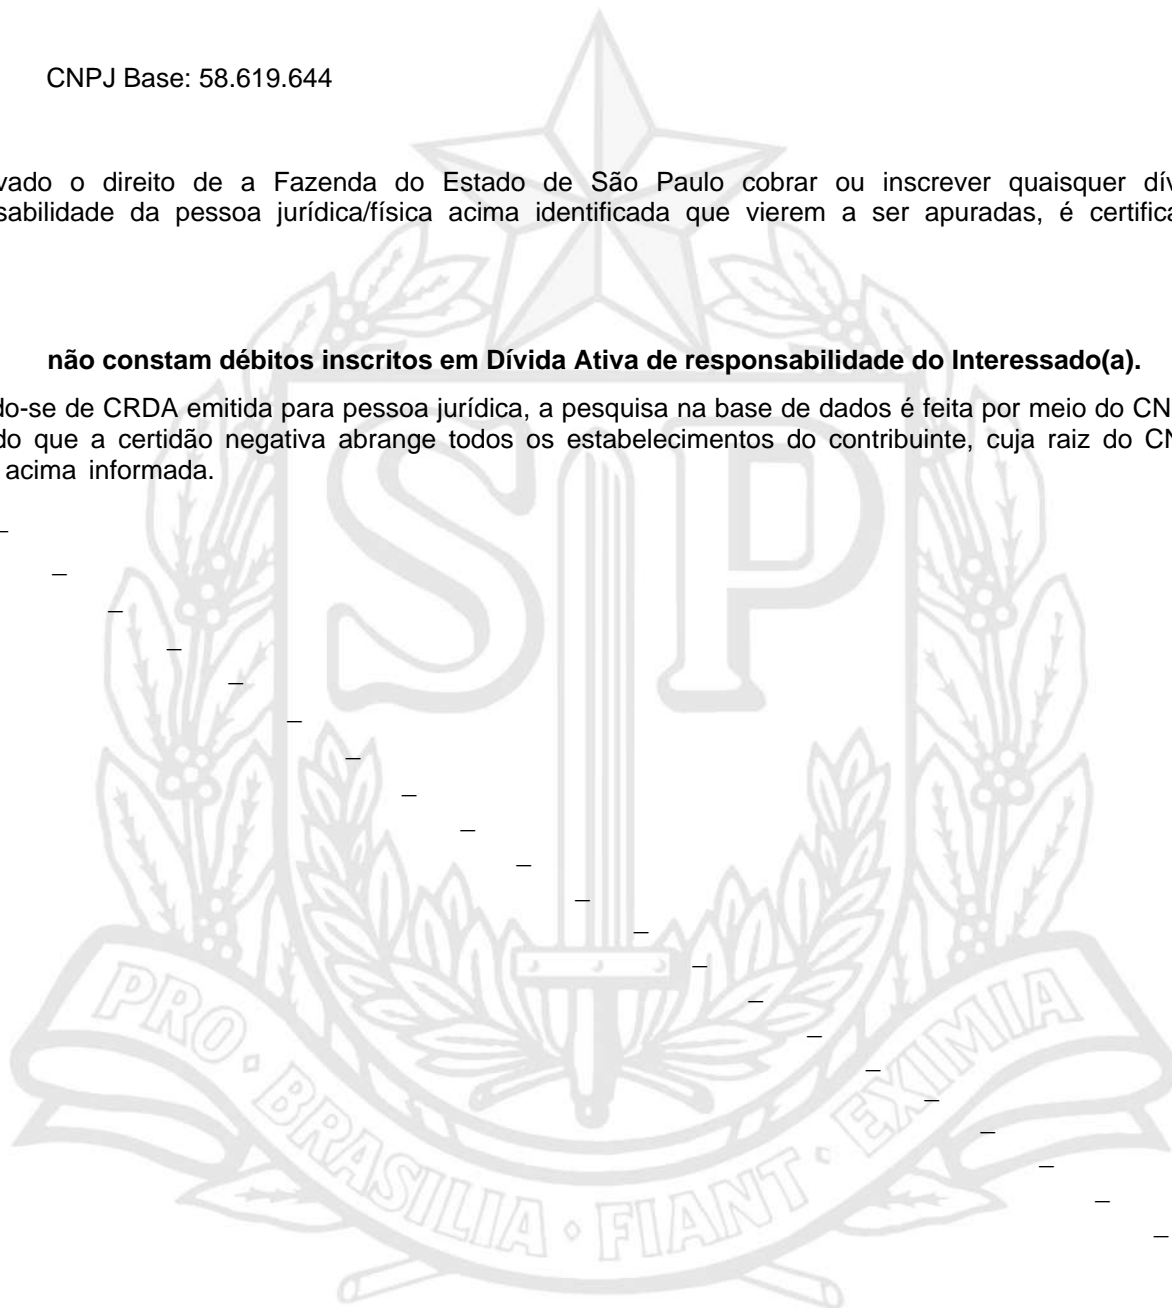 CNPJ Base: 58.619.644
vado o direito de a Fazenda do Estado de São Paulo cobrar ou inscrever quaisquer dív
sabilidade da pessoa jurídica/física acima identificada que vierem a ser apuradas, é certifica
não constam débitos inscritos em Dívida Ativa de responsabilidade do Interessado(a).
do-se de CRDA emitida para pessoa jurídica, a pesquisa na base de dados é feita por meio do CN
do que a certidão negativa abrange todos os estabelecimentos do contribuinte, cuja raiz do CN
acima informada.
SP
PRO • BRASILIA • FIANT • EXIMIA